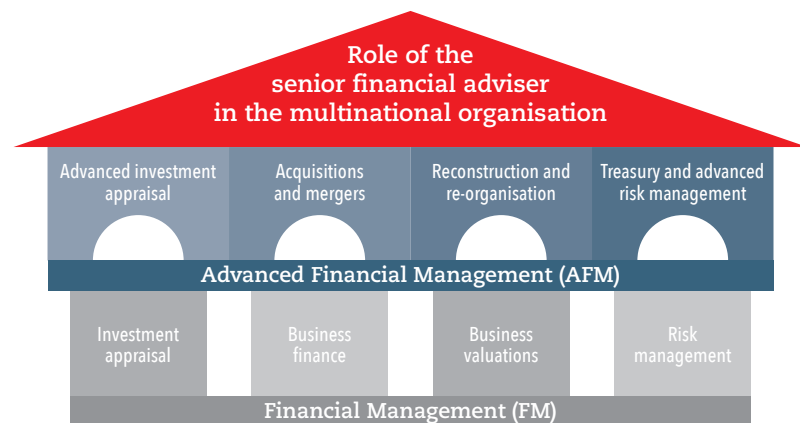 Role of the
senior financial adviser
in the multinational organisation
Advanced investment
appraisal
Acquisitions
and mergers
Reconstruction and
re-organisation
Treasury and advanced
risk management
Advanced Financial Management (AFM)
Investment
appraisal
Business
finance
Business
valuations
Risk
management
Financial Management (FM)